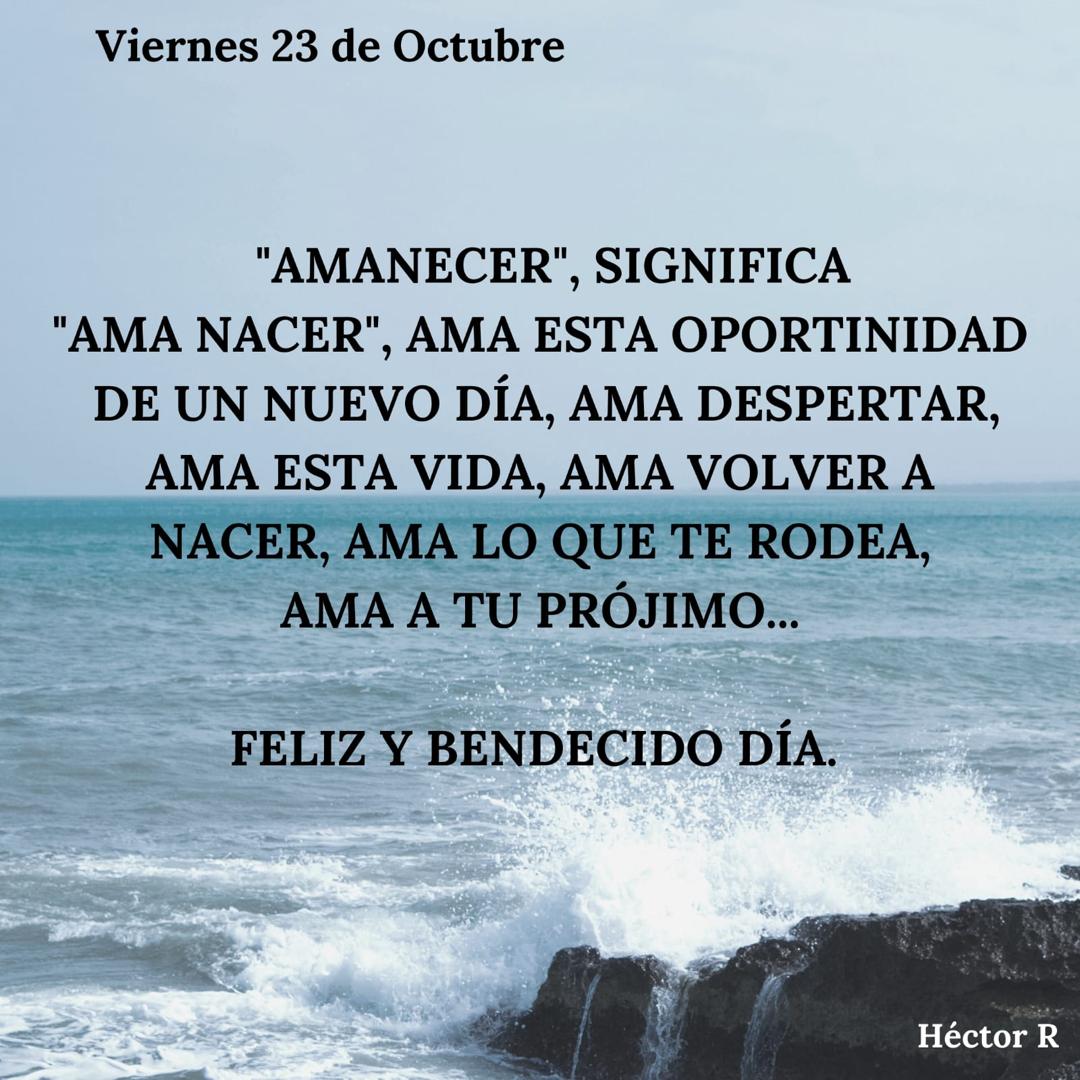 Viernes 23 de Octubre
"AMANECER", SIGNIFICA
"AMA NACER", AMA ESTA OPORTINIDAD
DE UN NUEVO DÍA, AMA DESPERTAR,
AMA ESTA VIDA, AMA VOLVER A
NACER, AMA LO QUE TE RODEA,
AMA A TU PRÓJIMO...
FELIZ Y BENDECIDO DÍA.
Héctor R